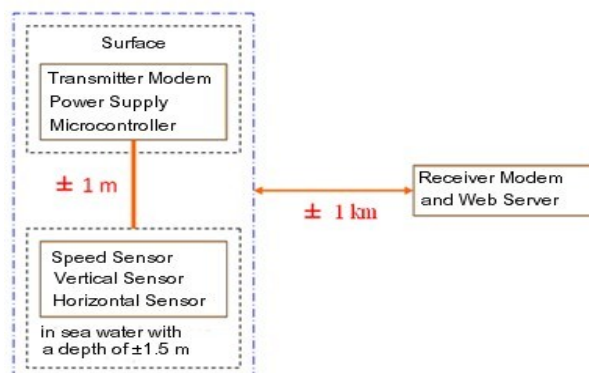 Surface
Transmitter Modem
Power Supply
Microcontroller
± 1 m
Speed Sensor
Vertical Sensor
Horizontal Sensor
in sea water with
a depth of ±1.5 m
± 1 km
Receiver Modem
and Web Server